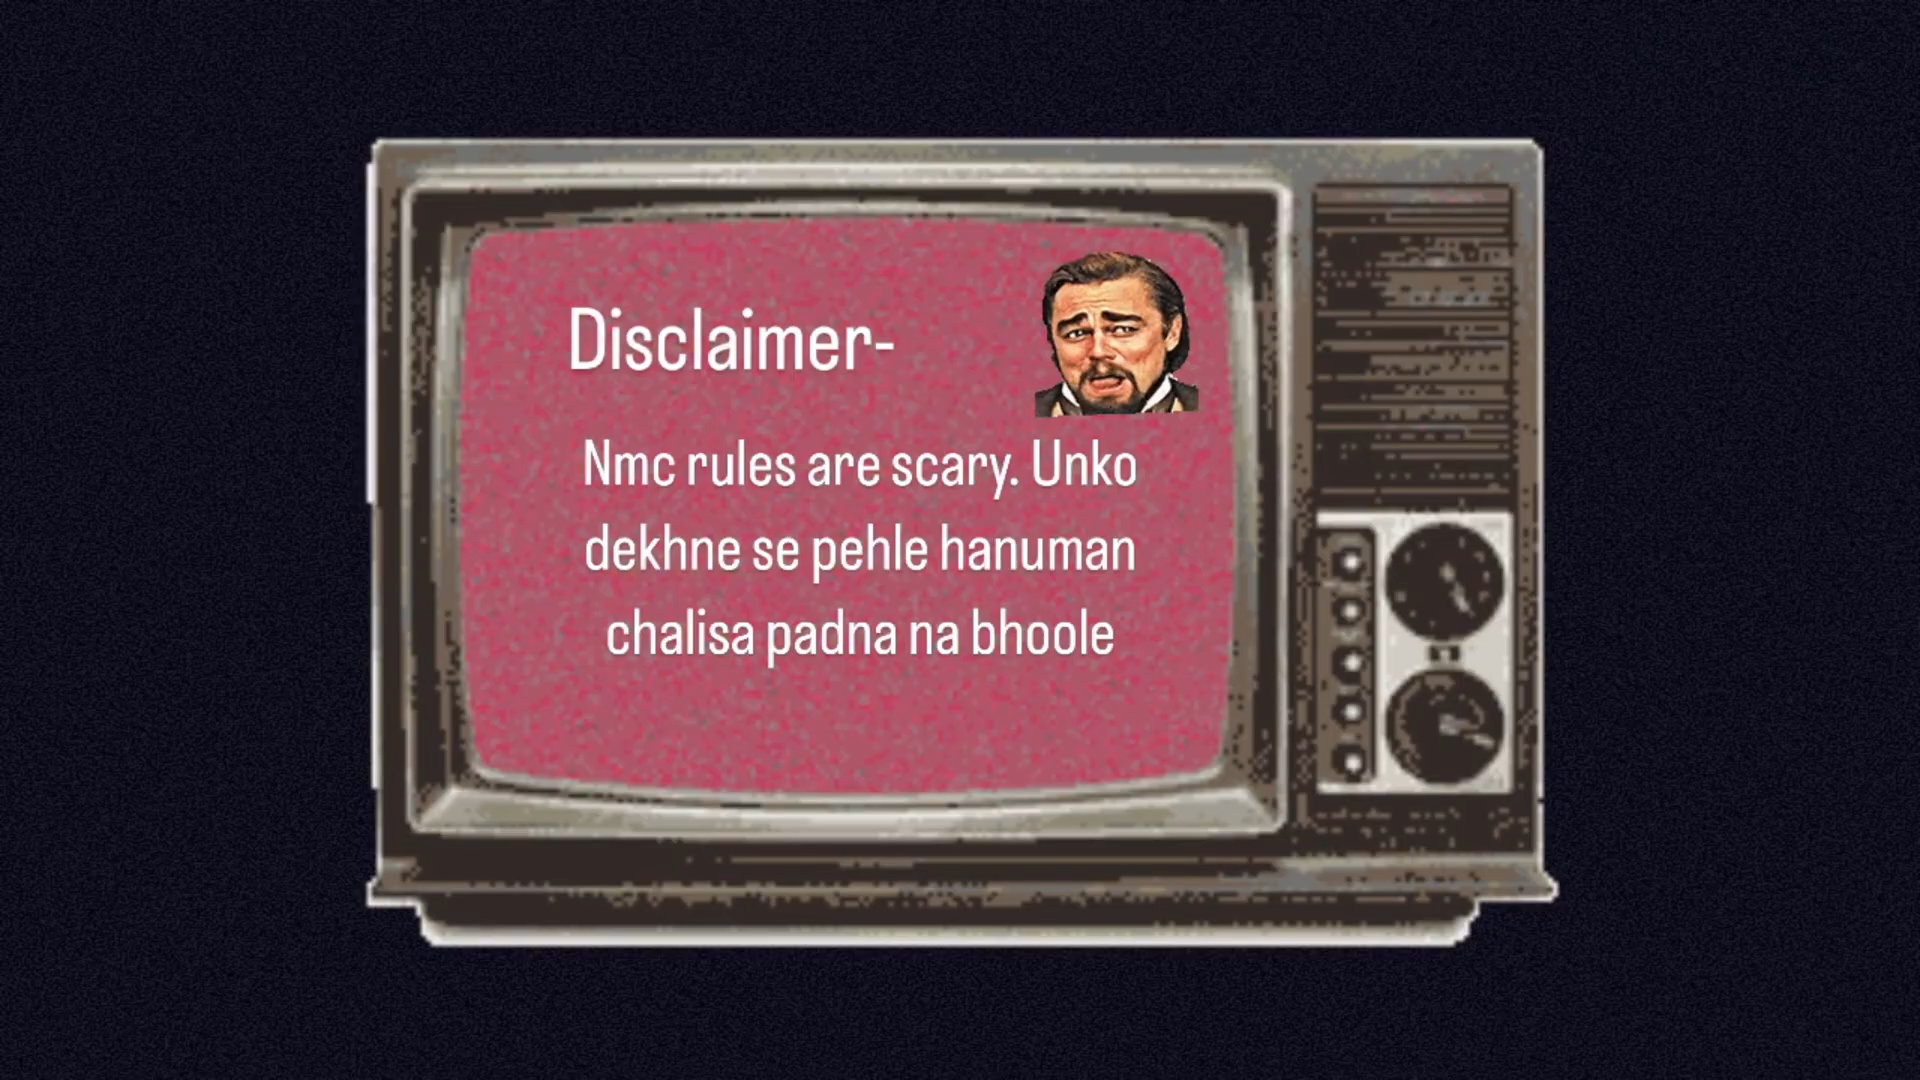 Disclaimer-
Nmc rules are scary. Unko
dekhne se pehle hanuman
chalisa padna na bhoole